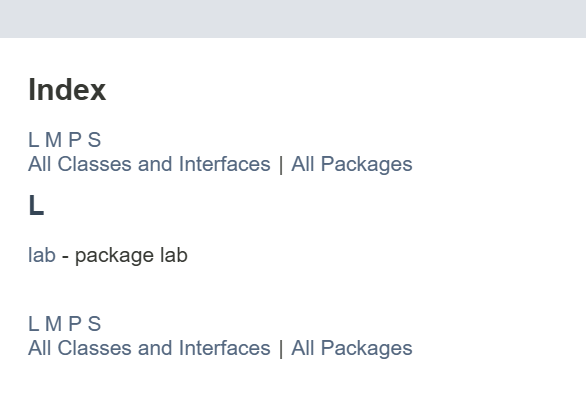 Index
L M P S
All Classes and Interfaces | All Packages
L
lab - package lab
L M P S
All Classes and Interfaces | All Packages